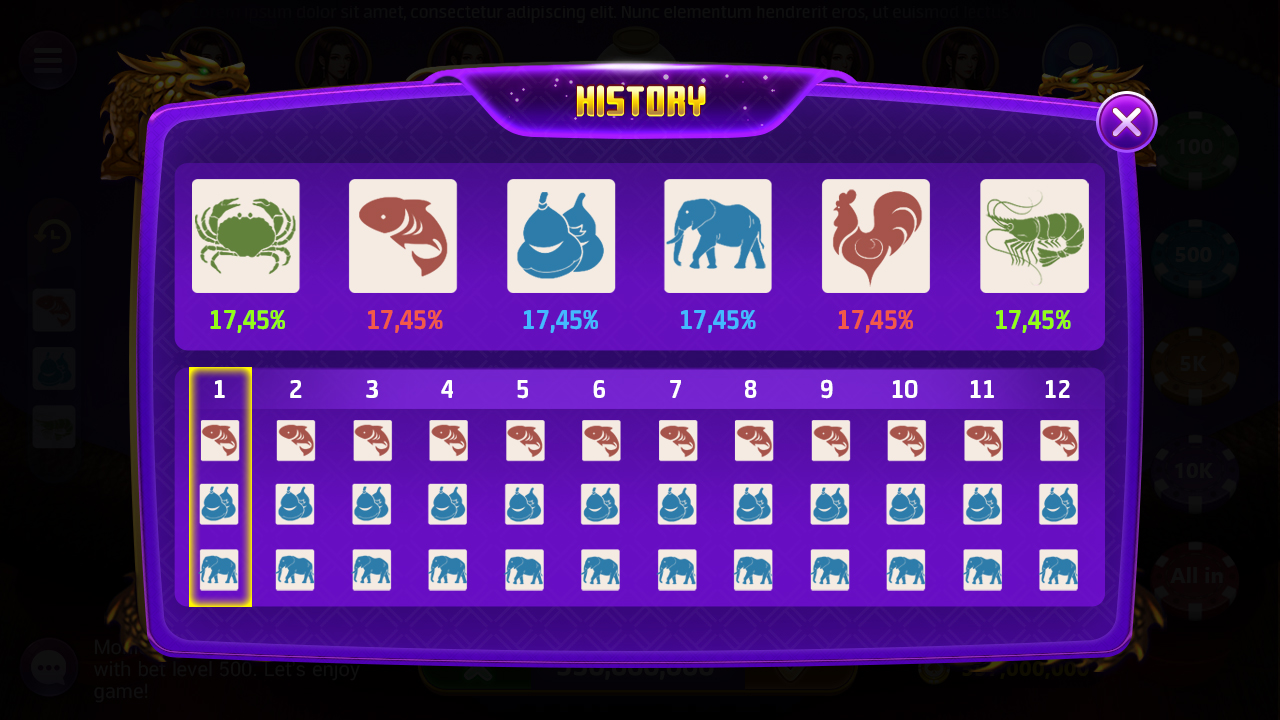 ipsum dolor sit amet, consectetur adipiscing elit. Nunc elementum hendrerit eros, ut euismod
HISTORY
100
500
5K
10K
All in
17,45% 17,45% 17,45% 17,45% 17,45% 17,45%
1 2 3 4 5 6 7 8 9 10 11 12
with bet level 500. Let's enjoy
game!